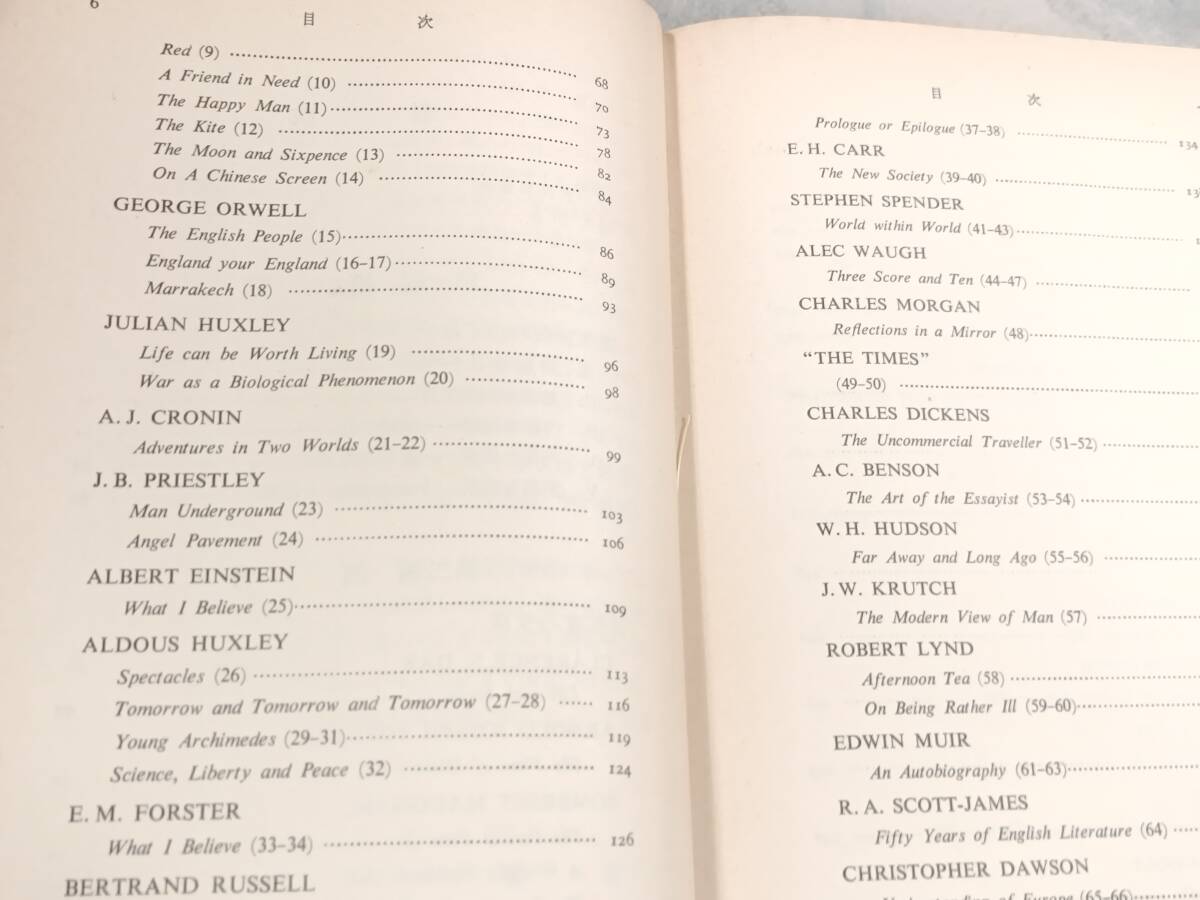 6
目 次
Red (9) 68
A Friend in Need (10) 70
The Happy Man (11) 73
The Kite (12) 78
The Moon and Sixpence (13) 82
On A Chinese Screen (14) 84
GEORGE ORWELL
The English People (15) 86
England your England (16–17) 89
Marrakech (18) 93
JULIAN HUXLEY
Life can be Worth Living (19) 96
War as a Biological Phenomenon (20) 98
A. J. CRONIN
Adventures in Two Worlds (21–22) 99
J. B. PRIESTLEY
Man Underground (23) 103
Angel Pavement (24) 106
ALBERT EINSTEIN
What I Believe (25) 109
ALDOUS HUXLEY
Spectacles (26) 113
Tomorrow and Tomorrow and Tomorrow (27–28) 116
Young Archimedes (29–31) 119
Science, Liberty and Peace (32) 124
E. M. FORSTER
What I Believe (33–34) 126
BERTRAND RUSSELL
目 次
Prologue or Epilogue (37–38) 134
E. H. CARR
The New Society (39–40)
STEPHEN SPENDER
World within World (41–43)
ALEC WAUGH
Three Score and Ten (44–47)
CHARLES MORGAN
Reflections in a Mirror (48)
“THE TIMES”
(49–50)
CHARLES DICKENS
The Uncommercial Traveller (51–52)
A. C. BENSON
The Art of the Essayist (53–54)
W. H. HUDSON
Far Away and Long Ago (55–56)
J. W. KRUTCH
The Modern View of Man (57)
ROBERT LYND
Afternoon Tea (58)
On Being Rather Ill (59–60)
EDWIN MUIR
An Autobiography (61–63)
R. A. SCOTT-JAMES
Fifty Years of English Literature (64)
CHRISTOPHER DAWSON
Understanding of Europe (65–66)